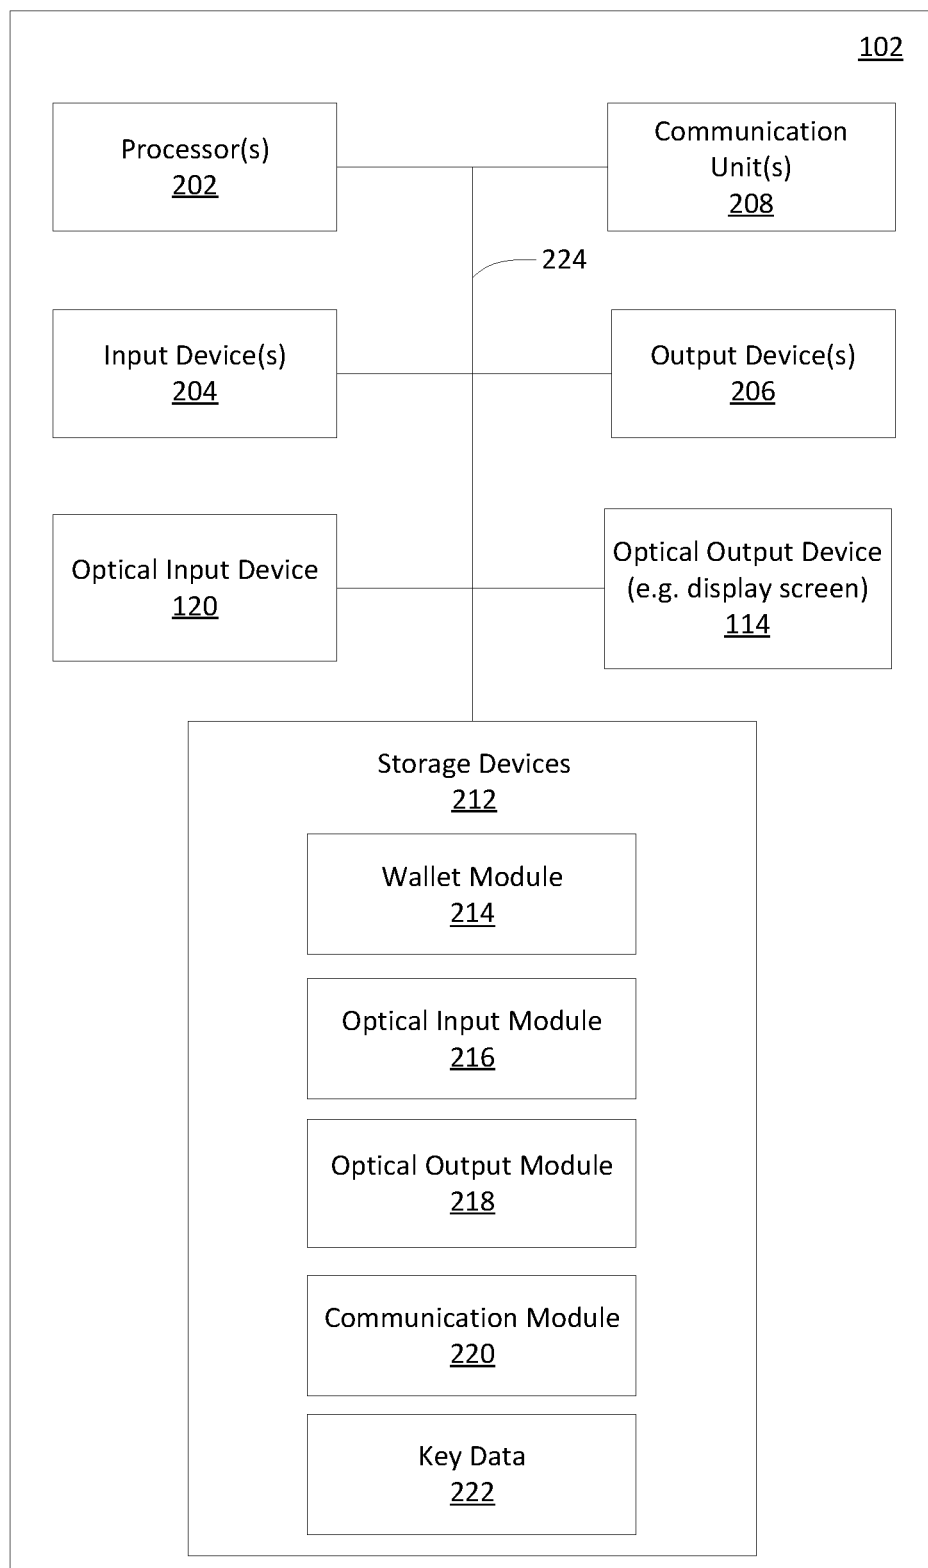 102
Processor(s)
202
Communication
Unit(s)
208
224
Input Device(s)
204
Output Device(s)
206
Optical Input Device
120
Optical Output Device
(e.g. display screen)
114
Storage Devices
212
Wallet Module
214
Optical Input Module
216
Optical Output Module
218
Communication Module
220
Key Data
222